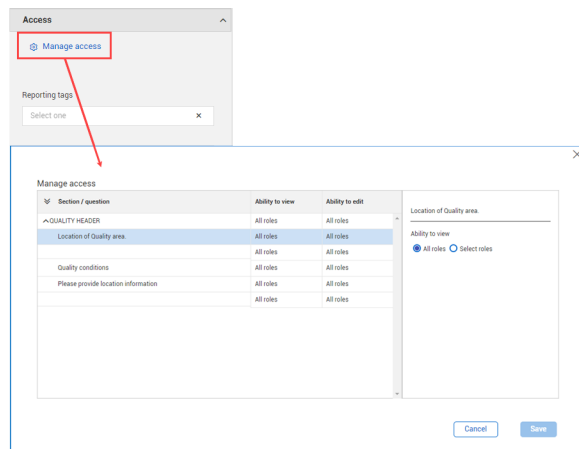 Access
Manage access
Reporting tags
Select one
Manage access
Section / question Ability to view Ability to edit
QUALITY HEADER All roles All roles
Location of Quality area. All roles All roles
All roles All roles
Quality conditions All roles All roles
Please provide location information All roles All roles
All roles All roles
Location of Quality area.
Ability to view
All roles Select roles
Cancel Save